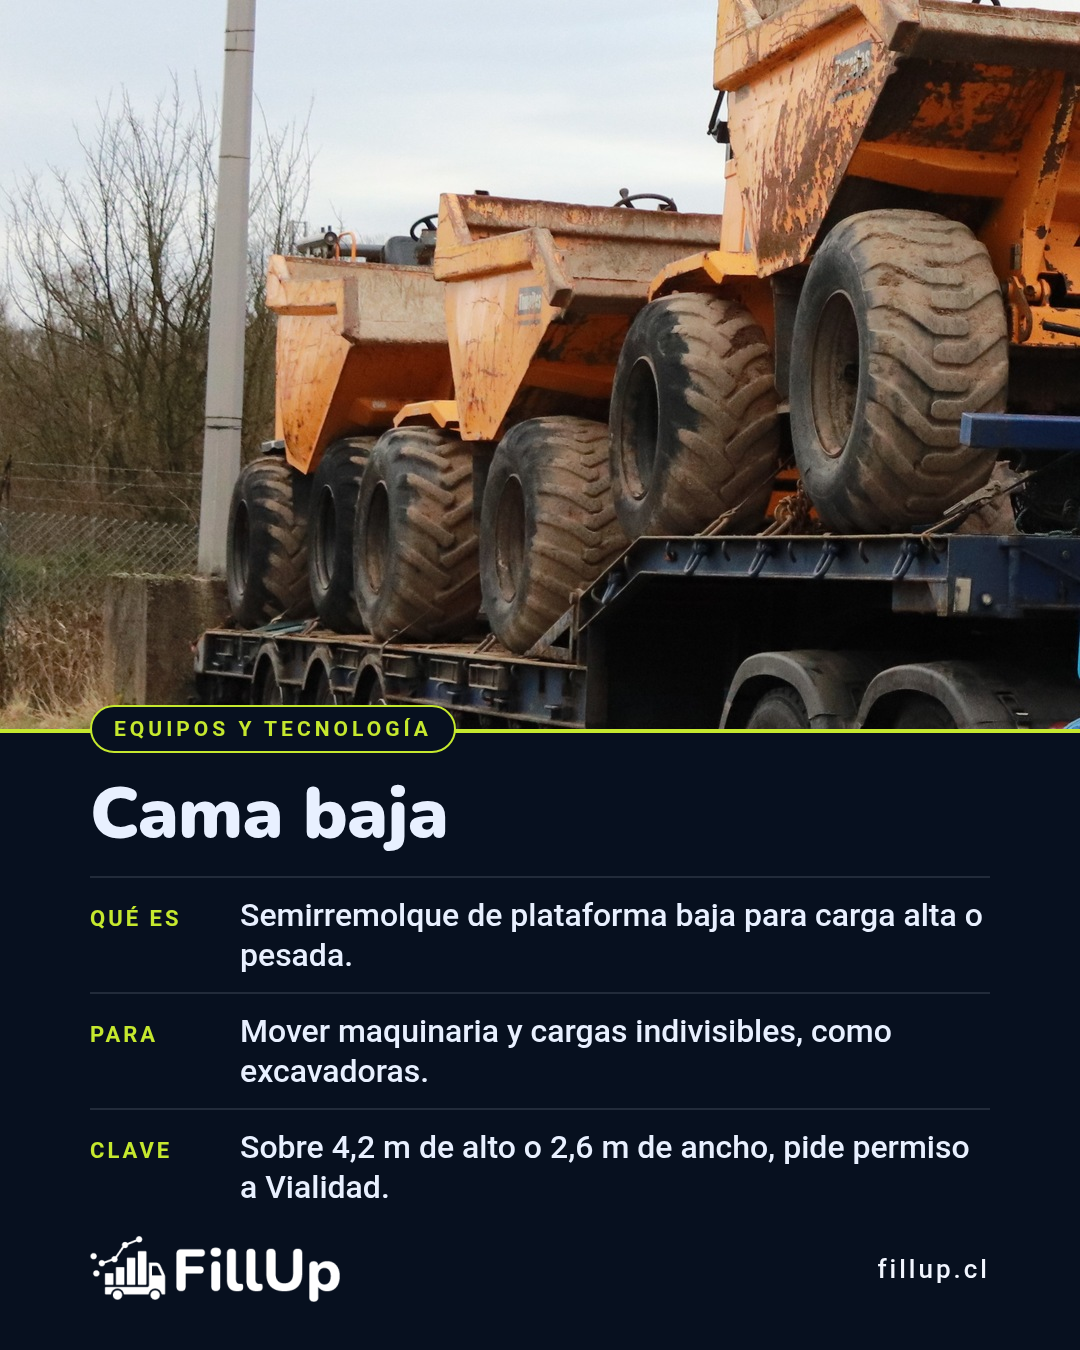 EQUIPOS Y TECNOLOGÍA
Cama baja
QUÉ ES
Semirremolque de plataforma baja para carga alta o
pesada.
PARA
Mover maquinaria y cargas indivisibles, como
excavadoras.
CLAVE
Sobre 4,2 m de alto o 2,6 m de ancho, pide permiso
a Vialidad.
FillUp
fillup.cl